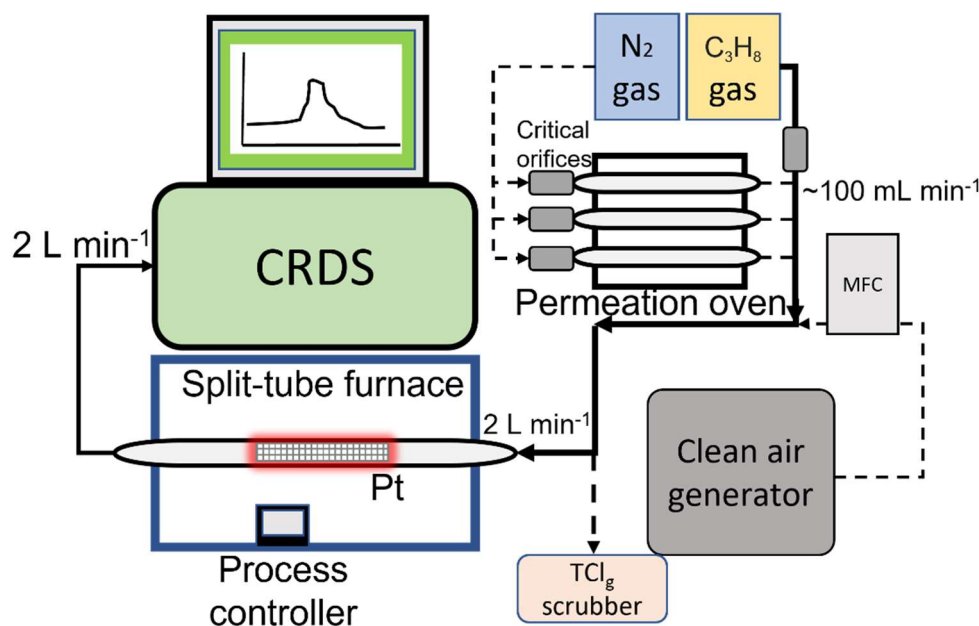 N₂
gas
C₃H₈
gas
Critical
orifices
~100 mL min⁻¹
2 L min⁻¹
CRDS
Permeation oven
MFC
Split-tube furnace
2 L min⁻¹
Pt
Clean air
generator
Process
controller
TCl_g
scrubber